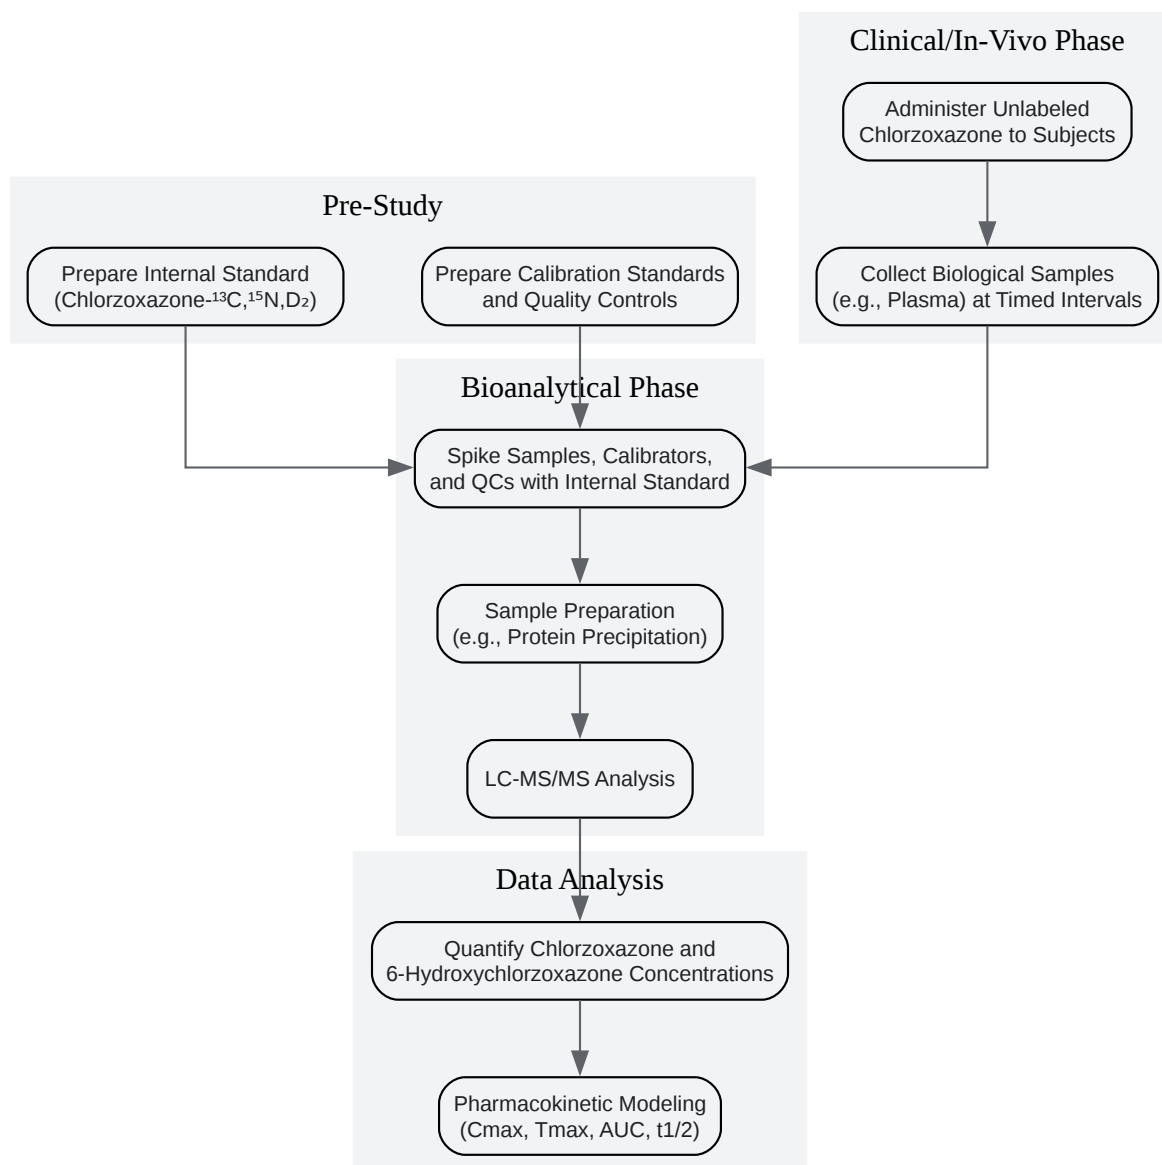 Clinical/In-Vivo Phase
Administer Unlabeled
Chlorzoxazone to Subjects
Pre-Study
Prepare Internal Standard
(Chlorzoxazone-¹³C,¹⁵N,D₂)
Prepare Calibration Standards
and Quality Controls
Collect Biological Samples
(e.g., Plasma) at Timed Intervals
Bioanalytical Phase
Spike Samples, Calibrators,
and QCs with Internal Standard
Sample Preparation
(e.g., Protein Precipitation)
LC-MS/MS Analysis
Data Analysis
Quantify Chlorzoxazone and
6-Hydroxychlorzoxazone Concentrations
Pharmacokinetic Modeling
(Cmax, Tmax, AUC, t1/2)